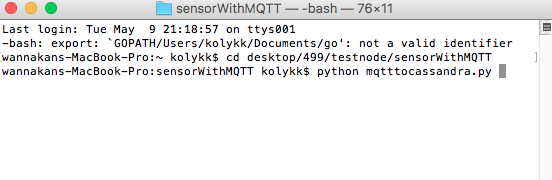 sensorWithMQTT — -bash — 76×11
Last login: Tue May  9 21:18:57 on ttys001
-bash: export: `GOPATH/Users/kolykk/Documents/go': not a valid identifier
[wannakans-MacBook-Pro:~ kolykk$ cd desktop/499/testnode/sensorWithMQTT ]
wannakans-MacBook-Pro:sensorWithMQTT kolykk$ python mqtttocassandra.py